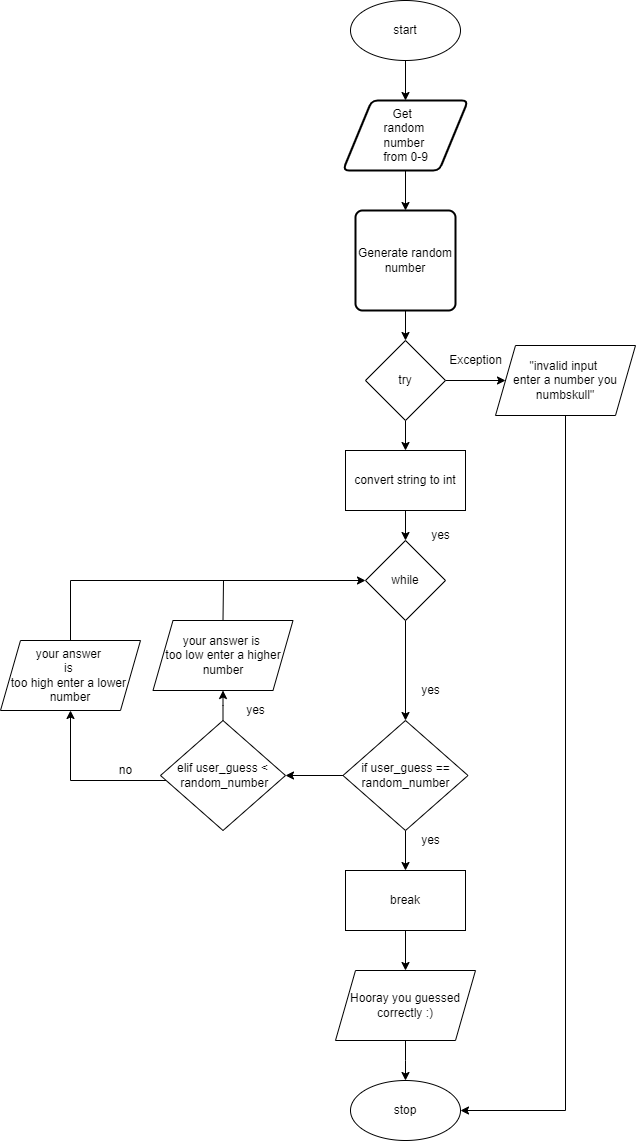 start
Get
random
number
from 0-9
Generate random
number
try
Exception
"invalid input
enter a number you
numbskull"
convert string to int
yes
while
your answer is
too low enter a higher
number
your answer
is
too high enter a lower
number
yes
yes
elif user_guess <
random_number
if user_guess ==
random_number
no
yes
break
Hooray you guessed
correctly :)
stop